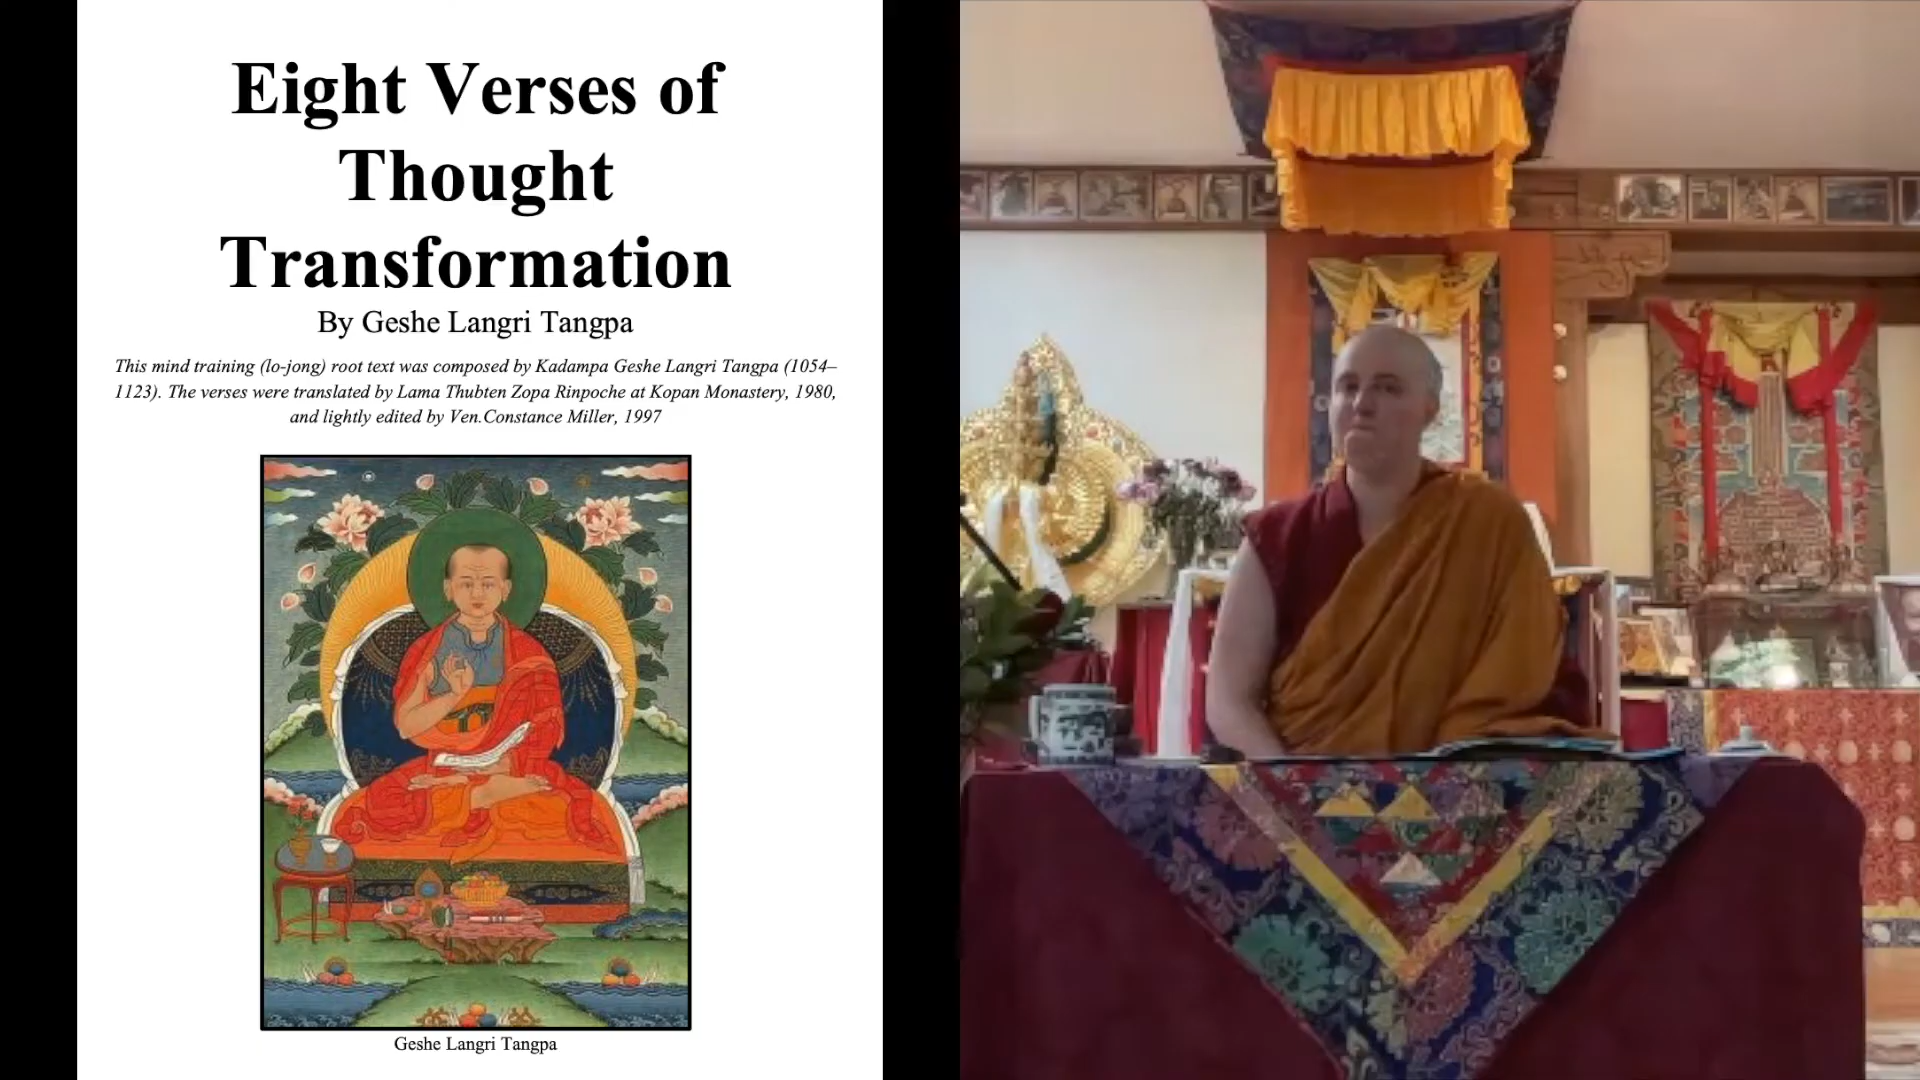 Eight Verses of
Thought
Transformation
By Geshe Langri Tangpa
This mind training (lo-jong) root text was composed by Kadampa Geshe Langri Tangpa (1054–
1123). The verses were translated by Lama Thubten Zopa Rinpoche at Kopan Monastery, 1980,
and lightly edited by Ven.Constance Miller, 1997
Geshe Langri Tangpa